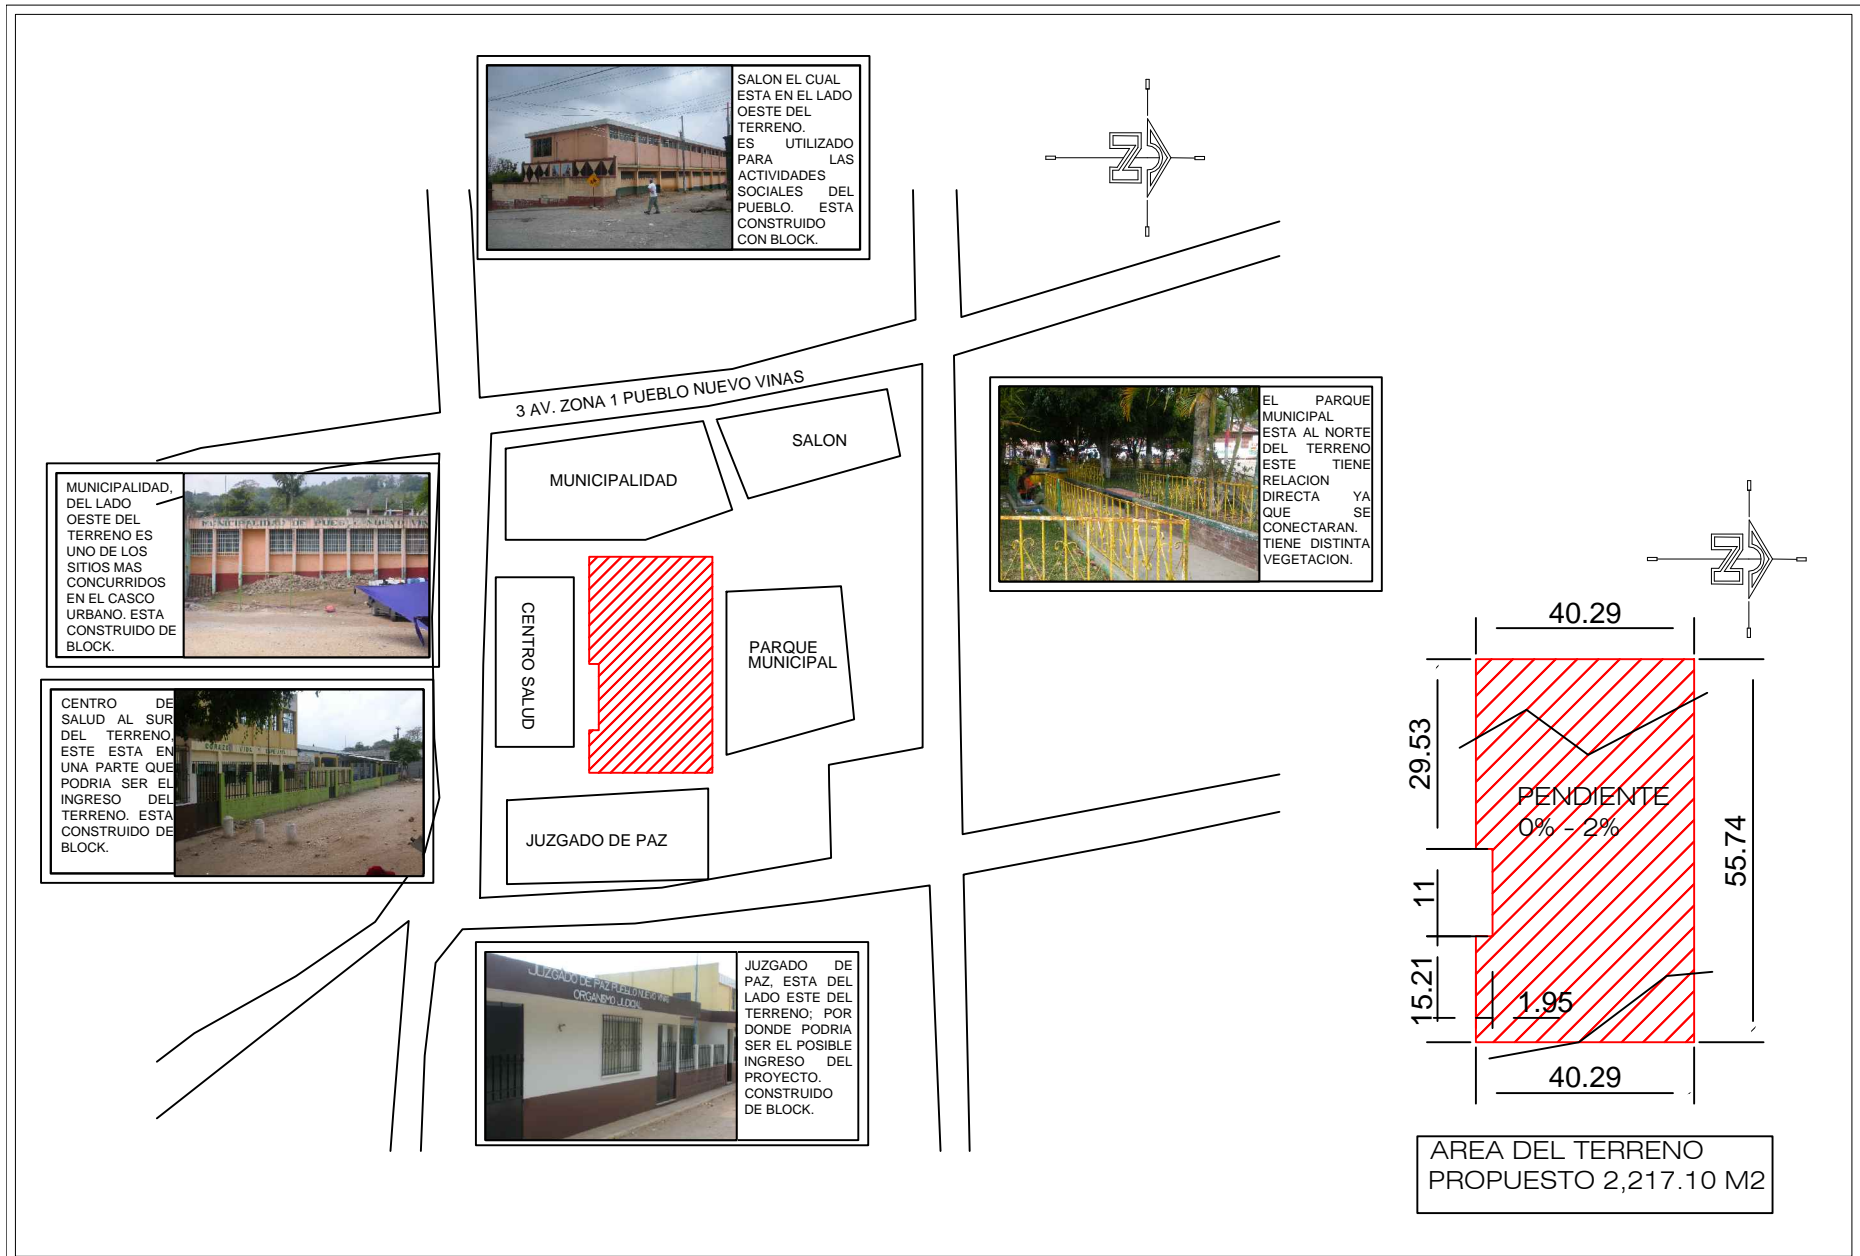 SALON EL CUAL
ESTA EN EL LADO
OESTE DEL
TERRENO.
ES UTILIZADO
PARA LAS
ACTIVIDADES
SOCIALES DEL
PUEBLO. ESTA
CONSTRUIDO
CON BLOCK.
N
3 AV. ZONA 1 PUEBLO NUEVO VINAS
MUNICIPALIDAD
SALON
CENTRO SALUD
PARQUE
MUNICIPAL
JUZGADO DE PAZ
EL PARQUE
MUNICIPAL
ESTA AL NORTE
DEL TERRENO
ESTE TIENE
RELACION
DIRECTA YA
QUE SE
CONECTARAN.
TIENE DISTINTA
VEGETACION.
MUNICIPALIDAD,
DEL LADO
OESTE DEL
TERRENO ES
UNO DE LOS
SITIOS MAS
CONCURRIDOS
EN EL CASCO
URBANO. ESTA
CONSTRUIDO DE
BLOCK.
MUNICIPALIDAD DE PUEBLO NUEVO VIÑ
CENTRO DE
SALUD AL SUR
DEL TERRENO,
ESTE ESTA EN
UNA PARTE QUE
PODRIA SER EL
INGRESO DEL
TERRENO. ESTA
CONSTRUIDO DE
BLOCK.
JUZGADO DE PAZ PUEBLO NUEVO VIÑAS
ORGANISMO JUDICIAL
JUZGADO DE
PAZ, ESTA DEL
LADO ESTE DEL
TERRENO; POR
DONDE PODRIA
SER EL POSIBLE
INGRESO DEL
PROYECTO.
CONSTRUIDO
DE BLOCK.
N
40.29
29.53
PENDIENTE
0% - 2%
55.74
11
15.21
1.95
40.29
AREA DEL TERRENO
PROPUESTO 2,217.10 M2